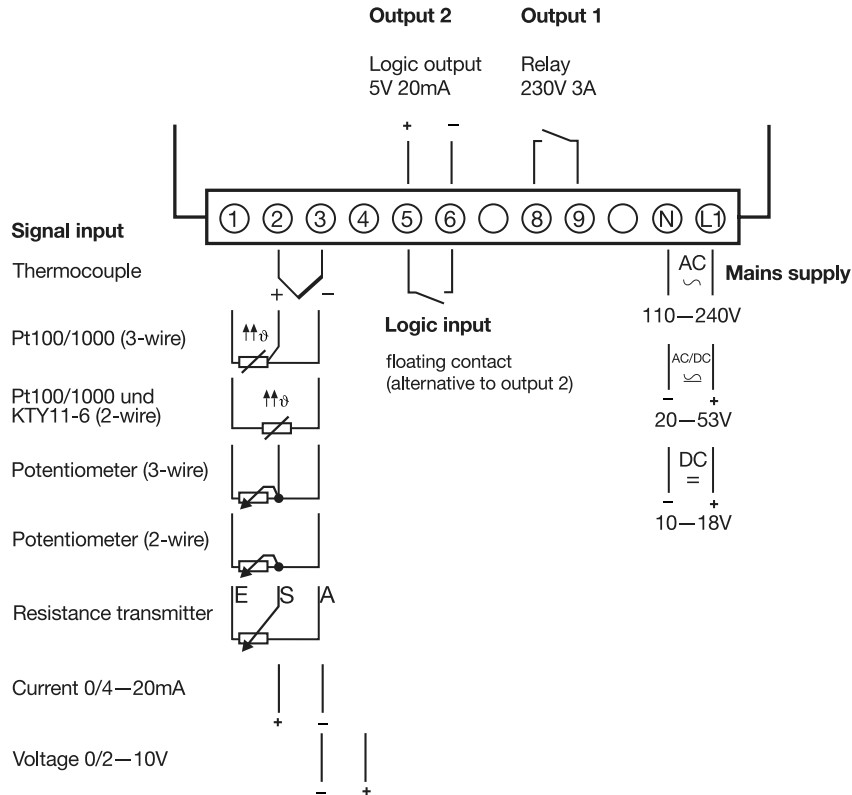 Output 2 Output 1
Logic output Relay
5V 20mA 230V 3A
+ −
1 2 3 4 5 6 8 9 N L1
Signal input
Thermocouple
+ −
Pt100/1000 (3-wire)
ϑ
Pt100/1000 und
KTY11-6 (2-wire)
ϑ
Potentiometer (3-wire)
Potentiometer (2-wire)
Resistance transmitter
E S A
Current 0/4—20mA
+ −
Voltage 0/2—10V
− +
Logic input
floating contact
(alternative to output 2)
Mains supply
AC
110—240V
AC/DC
− +
20—53V
DC
=
− +
10—18V